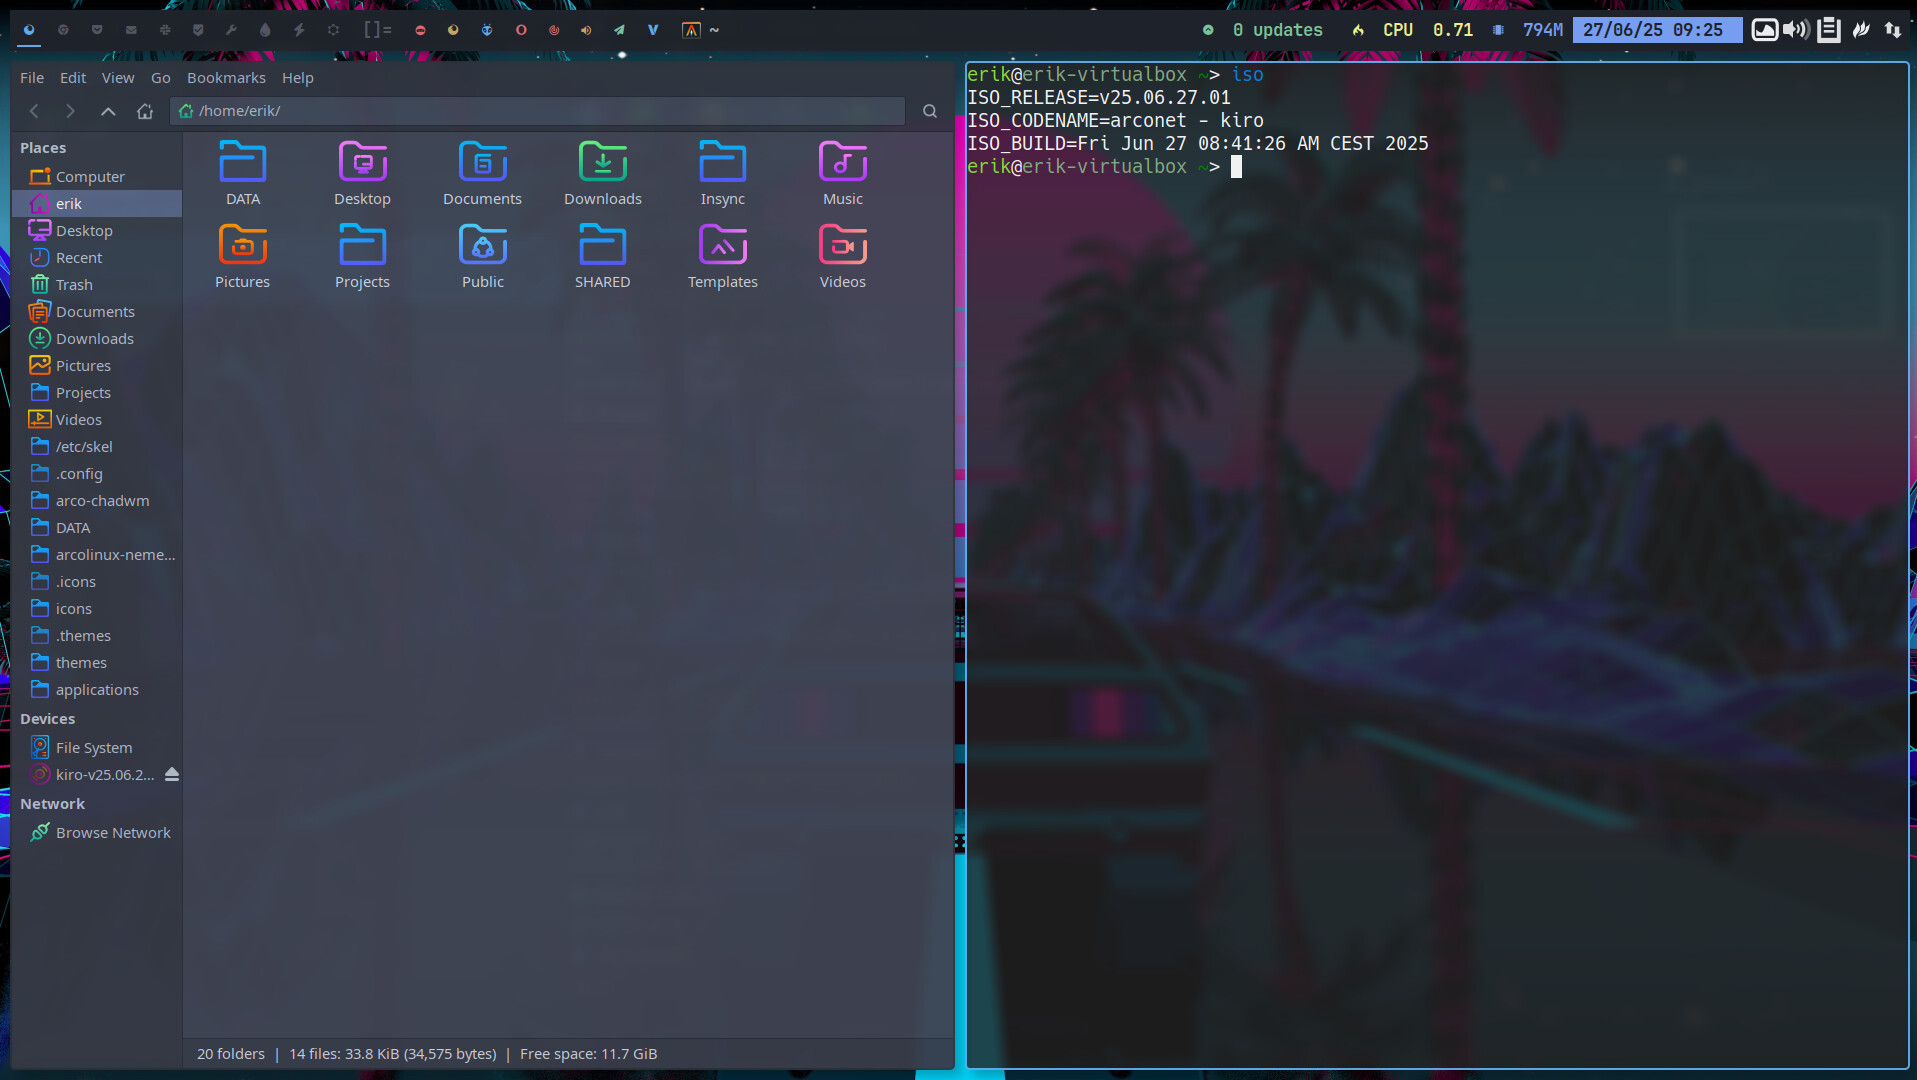 []= ~ 0 updates CPU 0.71 794M 27/06/25 09:25
File Edit View Go Bookmarks Help
/home/erik/
Places
Computer
erik
Desktop
Recent
Trash
Documents
Downloads
Pictures
Projects
Videos
/etc/skel
.config
arco-chadwm
DATA
arcolinux-neme...
.icons
icons
.themes
themes
applications
Devices
File System
kiro-v25.06.2...
Network
Browse Network
DATA Desktop Documents Downloads Insync Music
Pictures Projects Public SHARED Templates Videos
20 folders | 14 files: 33.8 KiB (34,575 bytes) | Free space: 11.7 GiB
erik@erik-virtualbox ~> iso
ISO_RELEASE=v25.06.27.01
ISO_CODENAME=arconet - kiro
ISO_BUILD=Fri Jun 27 08:41:26 AM CEST 2025
erik@erik-virtualbox ~>